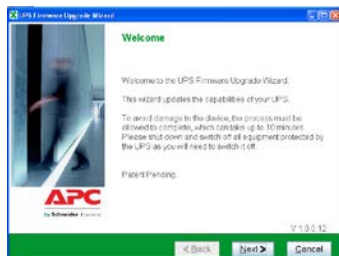 UPS Firmware Upgrade Wizard
Welcome
Welcome to the UPS Firmware Upgrade Wizard.
This wizard updates the capabilities of your UPS.
To avoid damage to the device, the process must be
allowed to complete, which can take up to 10 minutes.
Please shut down and switch off all equipment protected by
the UPS as you will need to switch it off.
Patent Pending.
APC
by Schneider Electric
V 1.0.0.12
< Back
Next >
Cancel